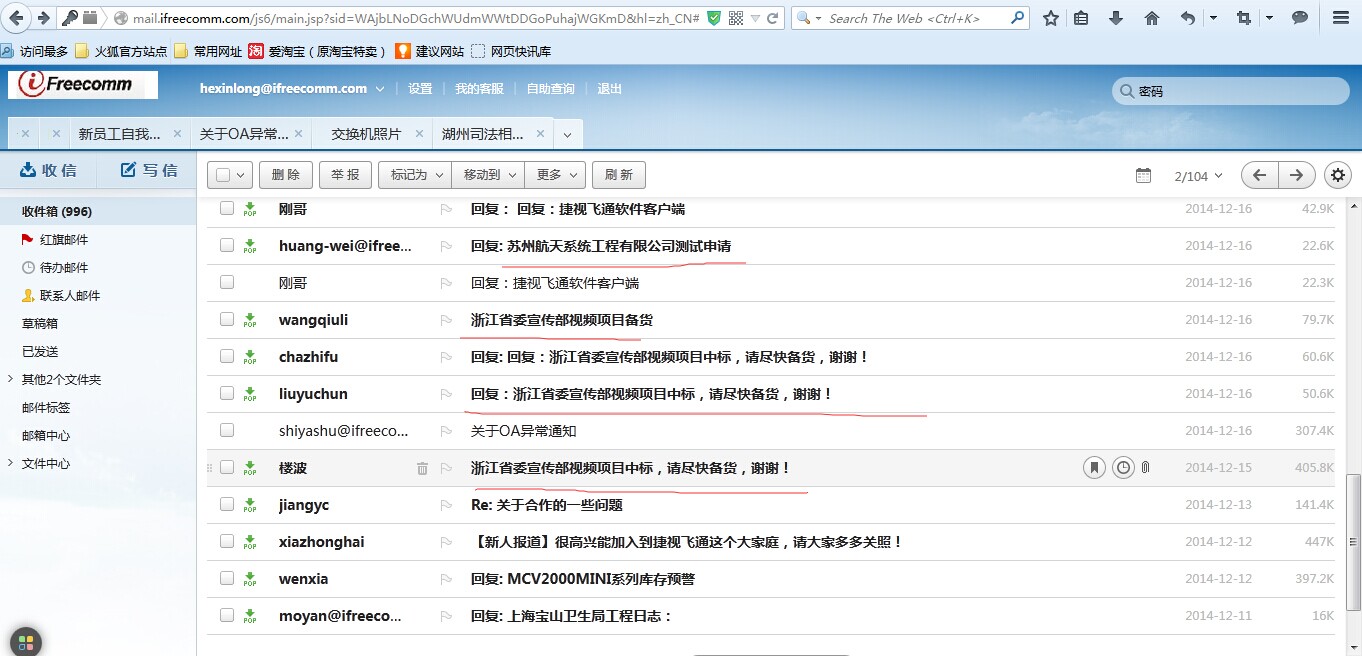 mail.ifreecomm.com/js6/main.jsp?sid=WAjbLNoDGchWUdmWWtDDGoPuhajWGKmD&hl=zh_CN#
Search The Web <Ctrl+K>
访问最多 火狐官方站点 常用网址 淘 爱淘宝（原淘宝特卖） 建议网站 网页快讯库
iFreecomm
hexinlong@ifreecomm.com 设置 我的客服 自助查询 退出
密码
新员工自我... 关于OA异常... 交换机照片 湖州司法相...
收信 写信
删除 举报 标记为 移动到 更多 刷新 2/104
收件箱 (996)
红旗邮件
待办邮件
联系人邮件
草稿箱
已发送
其他2个文件夹
邮件标签
邮箱中心
文件中心
POP 刚哥 回复： 回复：捷视飞通软件客户端 2014-12-16 42.9K
POP huang-wei@ifree... 回复: 苏州航天系统工程有限公司测试申请 2014-12-16 22.6K
刚哥 回复：捷视飞通软件客户端 2014-12-16 22.3K
POP wangqiuli 浙江省委宣传部视频项目备货 2014-12-16 79.7K
POP chazhifu 回复: 回复：浙江省委宣传部视频项目中标，请尽快备货，谢谢！ 2014-12-16 60.6K
POP liuyuchun 回复：浙江省委宣传部视频项目中标，请尽快备货，谢谢！ 2014-12-16 50.6K
shiyashu@ifreeco... 关于OA异常通知 2014-12-16 307.4K
POP 楼波 浙江省委宣传部视频项目中标，请尽快备货，谢谢！ 2014-12-15 405.8K
POP jiangyc Re: 关于合作的一些问题 2014-12-13 141.4K
POP xiazhonghai 【新人报道】很高兴能加入到捷视飞通这个大家庭，请大家多多关照！ 2014-12-12 447K
POP wenxia 回复: MCV2000MINI系列库存预警 2014-12-12 397.2K
POP moyan@ifreeco... 回复: 上海宝山卫生局工程日志： 2014-12-11 16K